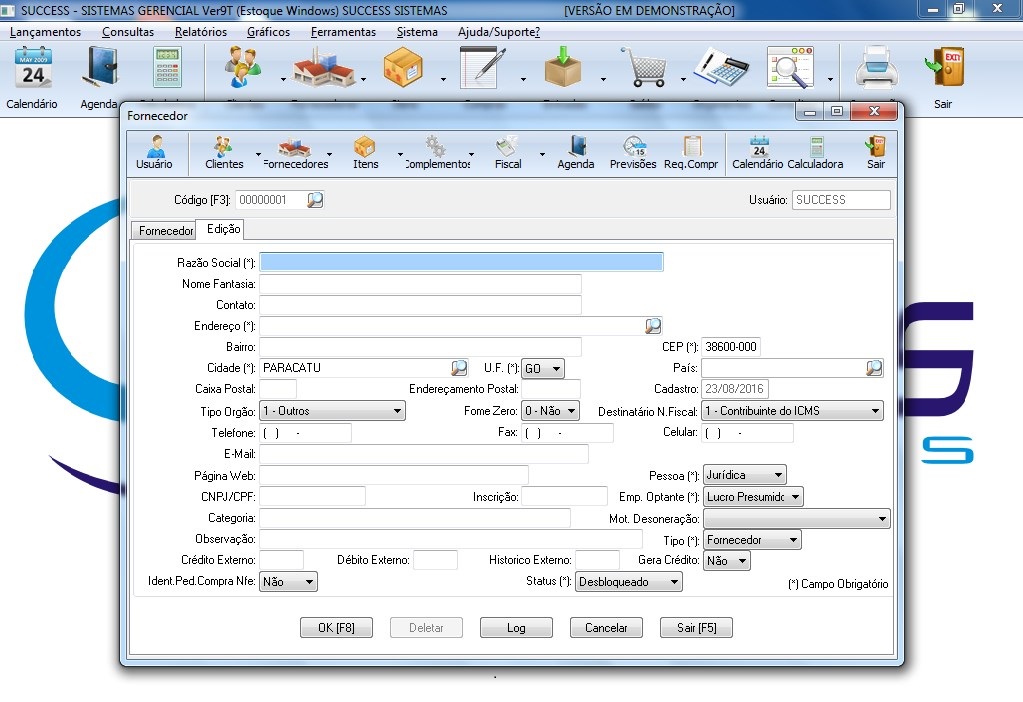 SUCCESS - SISTEMAS GERENCIAL Ver9T (Estoque Windows) SUCCESS SISTEMAS [VERSÃO EM DEMONSTRAÇÃO]
Lançamentos Consultas Relatórios Gráficos Ferramentas Sistema Ajuda/Suporte?
MAY 2009
24 EXIT
Calendário Agenda Sair
Fornecedor
15 24
Usuário Clientes Fornecedores Itens Complementos Fiscal Agenda Previsões Req.Compr Calendário Calculadora Sair
Código [F3]: 00000001 Usuário: SUCCESS
Fornecedor Edição
Razão Social (*):
Nome Fantasia:
Contato:
Endereço (*):
Bairro: CEP (*): 38600-000
Cidade (*): PARACATU U.F. (*): GO País:
Caixa Postal: Endereçamento Postal: Cadastro: 23/08/2016
Tipo Orgão: 1 - Outros Fome Zero: 0 - Não Destinatário N.Fiscal: 1 - Contribuinte do ICMS
Telefone: ( ) - Fax: ( ) - Celular: ( ) -
E-Mail:
Página Web: Pessoa (*): Jurídica
CNPJ/CPF: Inscrição: Emp. Optante (*): Lucro Presumido
Categoria: Mot. Desoneração:
Observação: Tipo (*): Fornecedor
Crédito Externo: Débito Externo: Historico Externo: Gera Crédito: Não
Ident.Ped.Compra Nfe: Não Status (*): Desbloqueado (*) Campo Obrigatório
OK [F8] Deletar Log Cancelar Sair [F5]
S